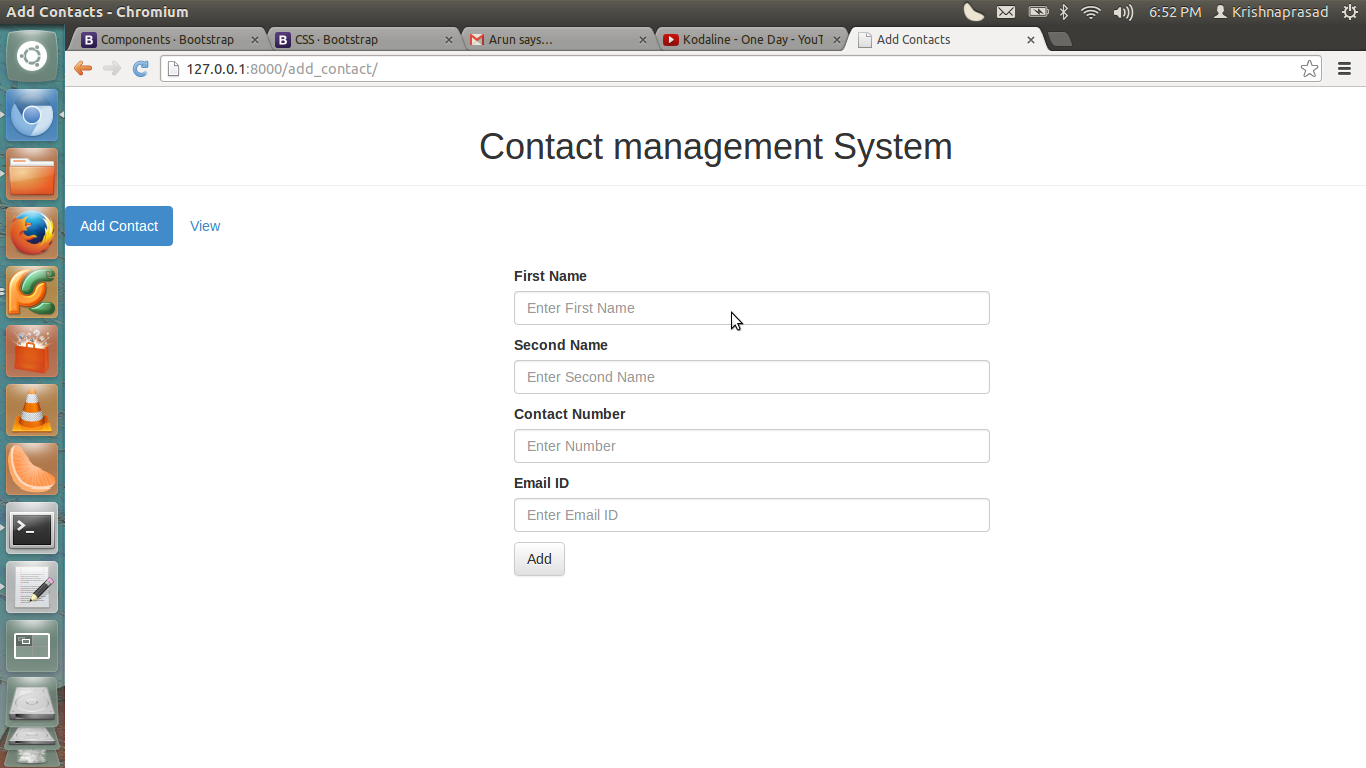 Add Contacts - Chromium
6:52 PM Krishnaprasad
B Components · Bootstrap
B CSS · Bootstrap
Arun says...
Kodaline - One Day - YouT
Add Contacts
127.0.0.1:8000/add_contact/
Contact management System
Add Contact View
First Name
Enter First Name
Second Name
Enter Second Name
Contact Number
Enter Number
Email ID
Enter Email ID
Add